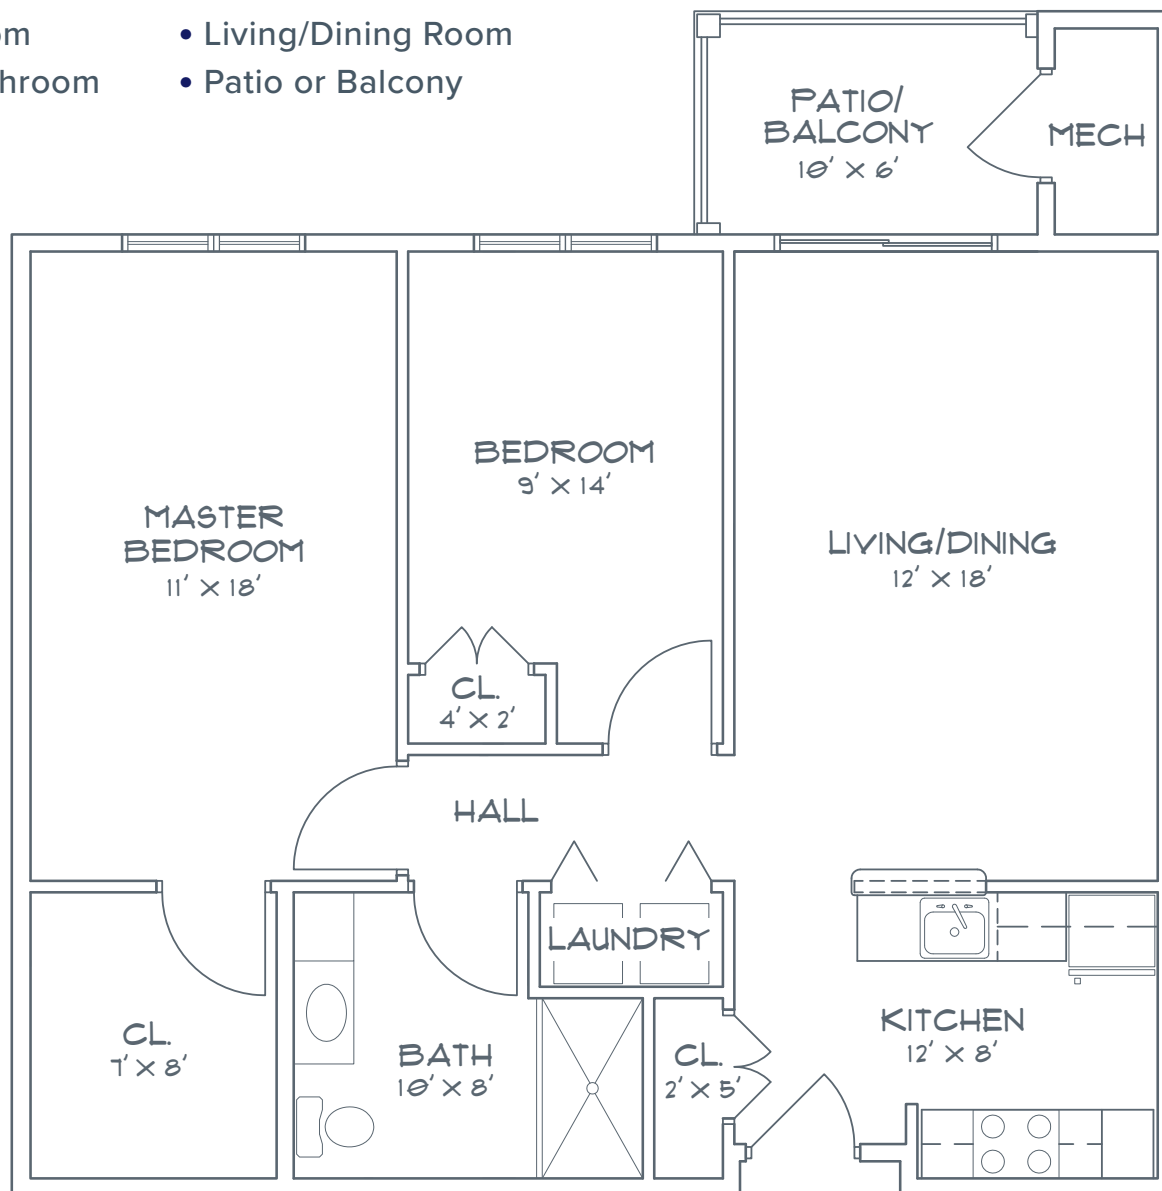 om
throom
• Living/Dining Room
• Patio or Balcony
PATIO/
BALCONY
10' X 6'
MECH
BEDROOM
9' X 14'
MASTER
BEDROOM
11' X 18'
LIVING/DINING
12' X 18'
CL.
4' X 2'
HALL
LAUNDRY
CL.
7' X 8'
BATH
10' X 8'
CL.
2' X 5'
KITCHEN
12' X 8'